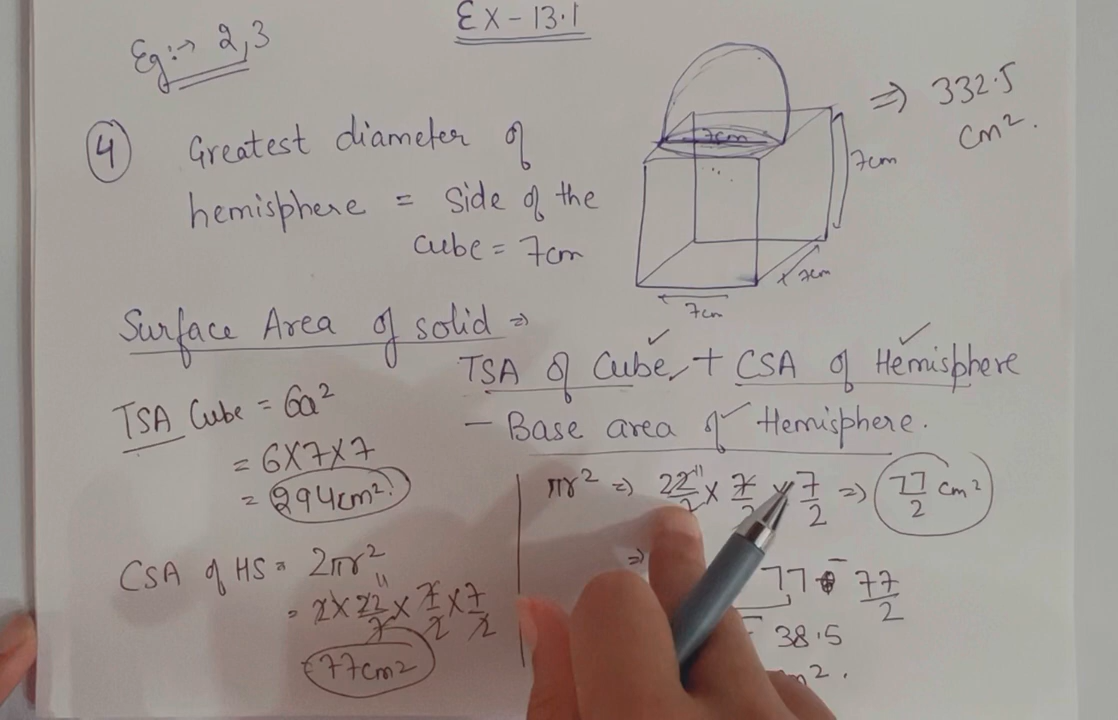 Ex - 13.1
Eg:→ 2,3
⇒ 332.5
cm².
4 Greatest diameter of
hemisphere = side of the
cube = 7cm
7cm
7cm
7cm
7cm
Surface Area of solid ⇒
TSA of Cube + CSA of Hemisphere
- Base area of Hemisphere.
TSA Cube = 6a²
= 6×7×7
= 294cm².
CSA of HS = 2πr²
= 2×22/7×7/2×7/2
77cm²
πr² ⇒ 22 × 7/2 × 7/2 ⇒ 77/2 cm²
⇒ 77 - 77/2
38.5
m².